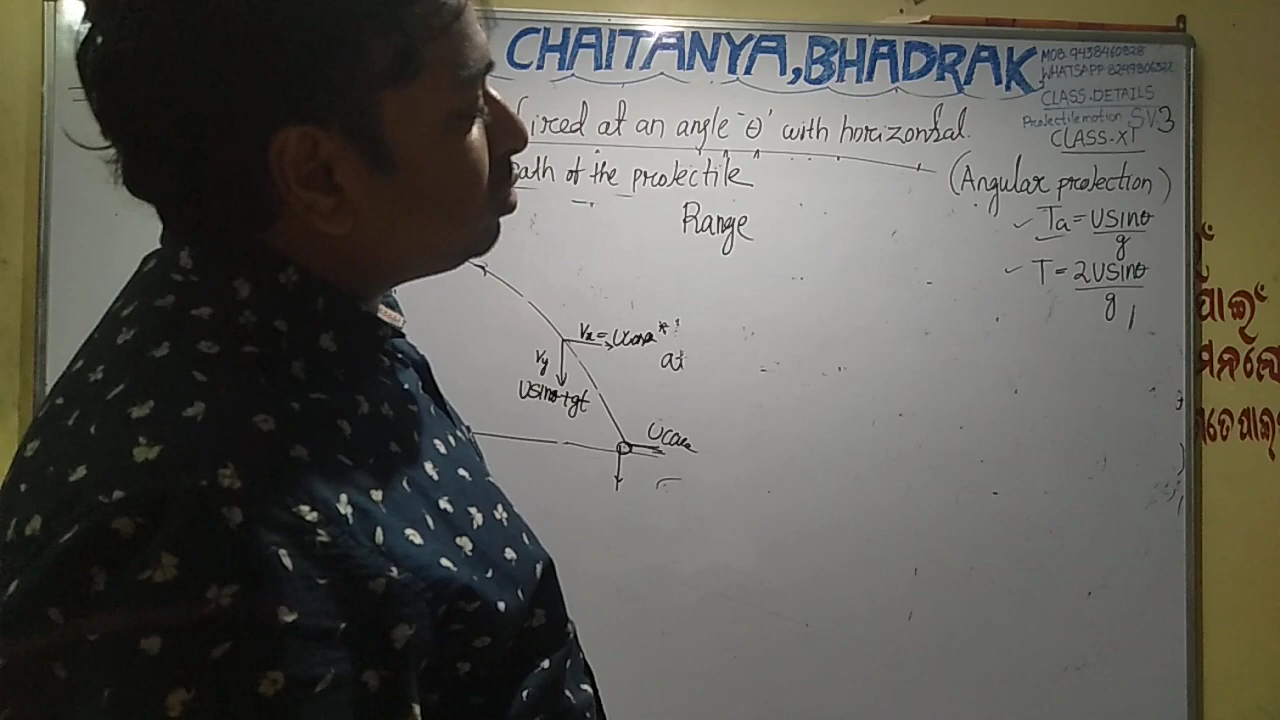 CHAITANYA, BHADRAK
MOB 9438460828
WHATSAPP 8249806322
CLASS-DETAILS
Projectile motion SV3
CLASS-XI
fired at an angle 'θ' with horizontal.
Path of the projectile
(Angular projection)
Range
Ta = USinθ
g
T = 2USinθ
g
Vx = Ucosθ
at
Vy
USinθ+gt
Ucosθ
ପାଇଁ